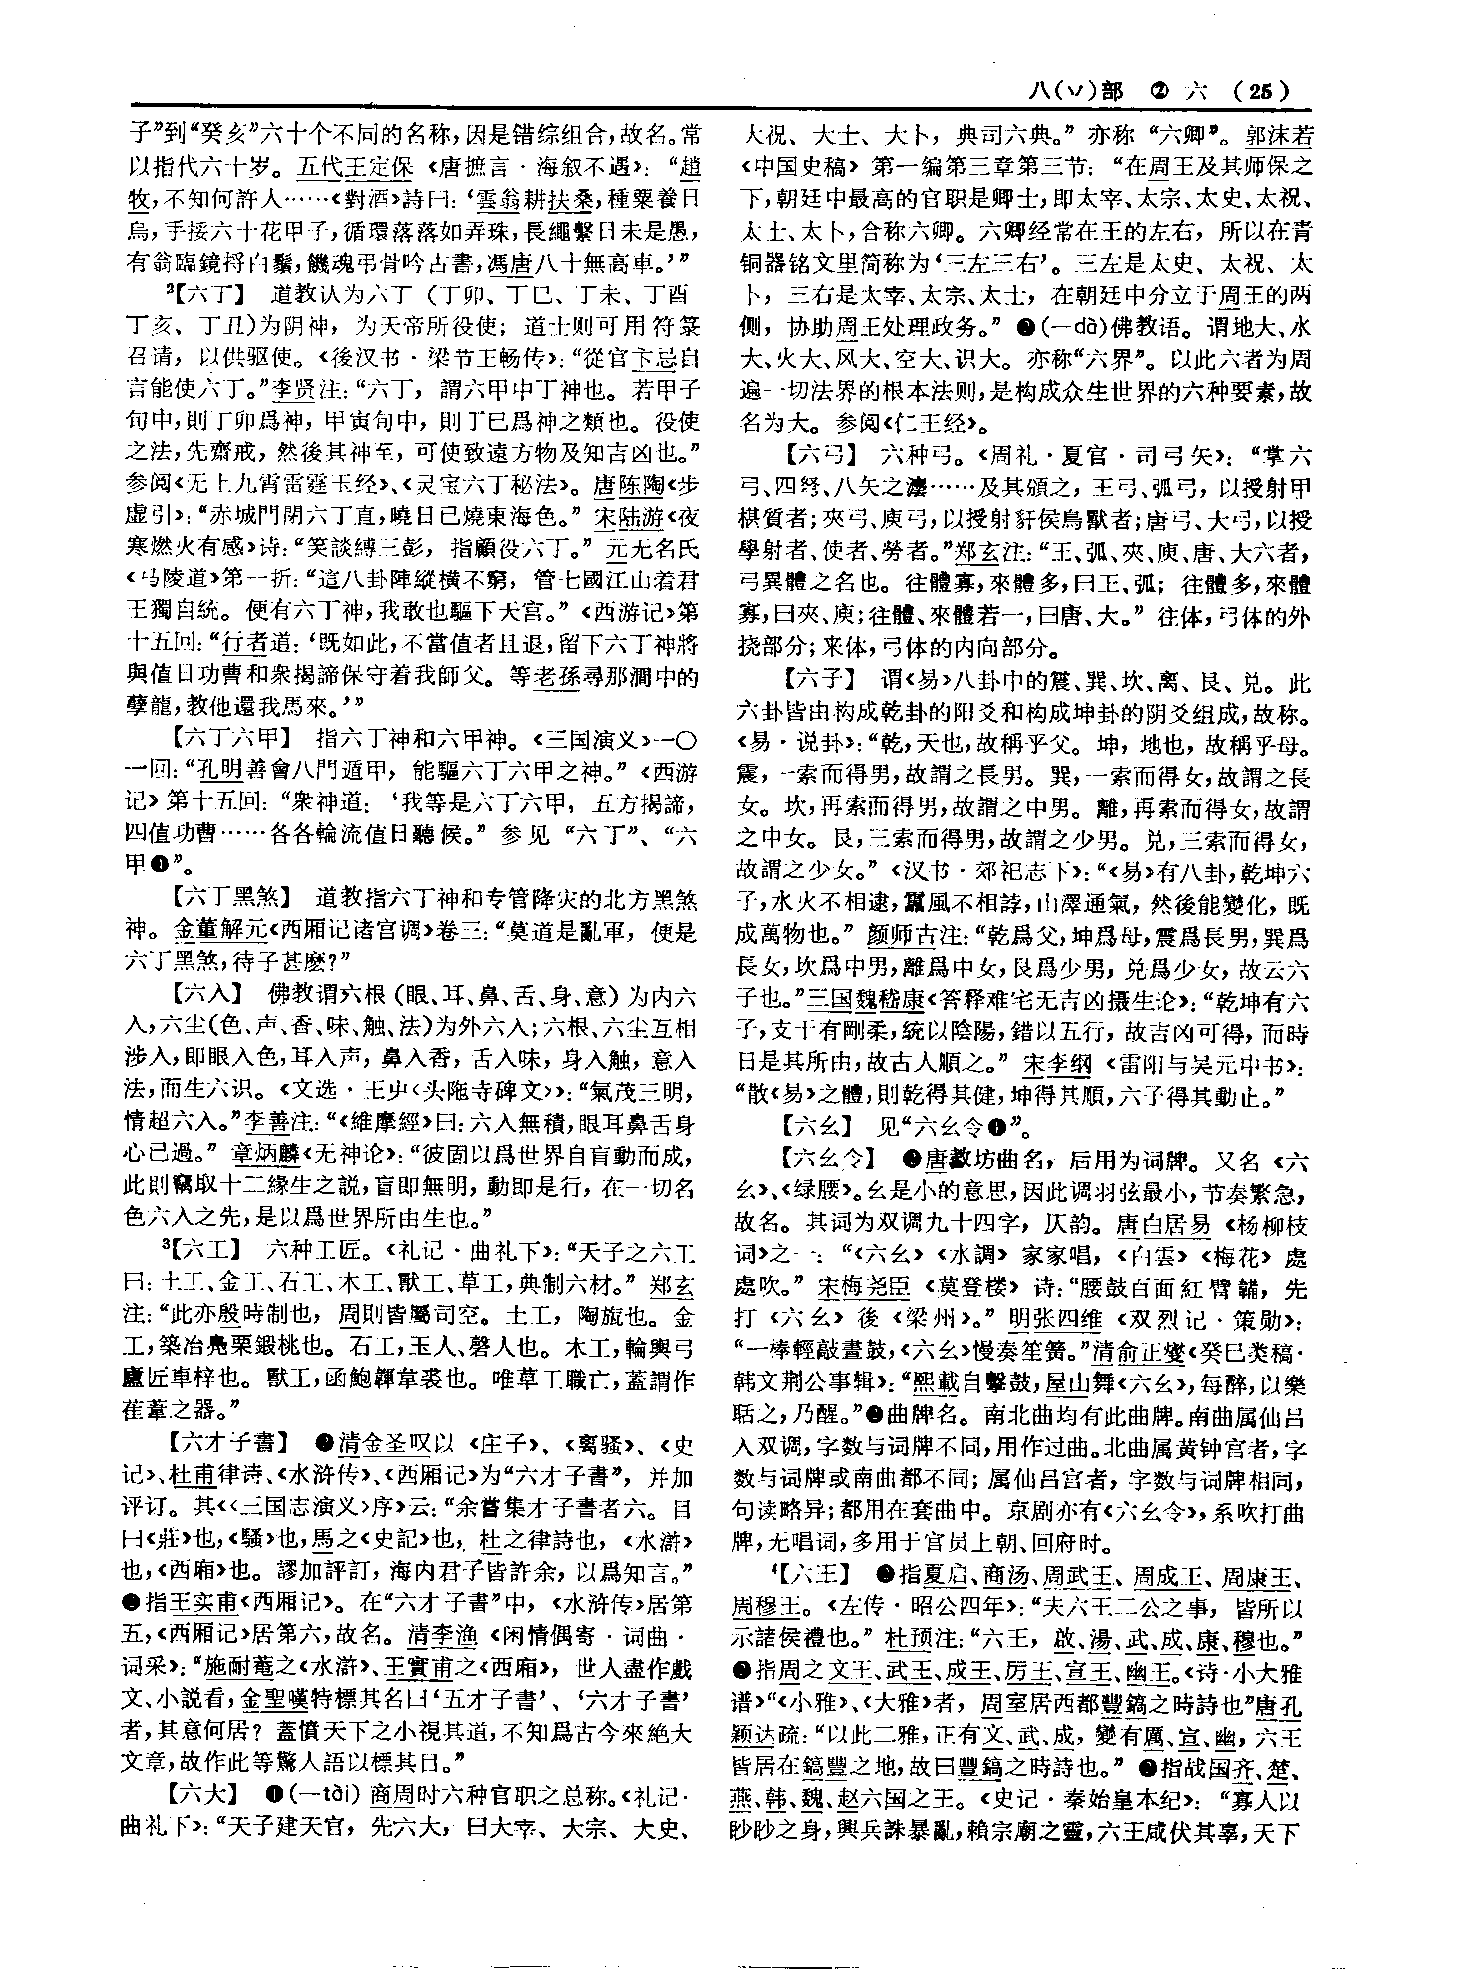 八(丷)部 ② 六 (25)
子”到“癸亥”六十个不同的名称,因是错综组合,故名。常
以指代六十岁。五代王定保《唐摭言·海叙不遇》:“趙
牧,不知何許人……《對酒》詩曰:‘雲翁耕扶桑,種粟養日
烏,手挼六十花甲子,循環落落如弄珠,長繩繫日未是愚,
有翁臨鏡捋白鬚,饑魂弔骨吟古書,馮唐八十無高車。’”
²【六丁】 道教认为六丁(丁卯、丁巳、丁未、丁酉
丁亥、丁丑)为阴神,为天帝所役使;道士则可用符箓
召请,以供驱使。《後汉书·梁节王畅传》:“從官卞忌自
言能使六丁。”李贤注:“六丁,謂六甲中丁神也。若甲子
旬中,則丁卯爲神,甲寅旬中,則丁巳爲神之類也。役使
之法,先齋戒,然後其神至,可使致遠方物及知吉凶也。”
参阅《无上九霄雷霆玉经》、《灵宝六丁秘法》。唐陈陶《步
虚引》:“赤城門閉六丁直,曉日已燒東海色。”宋陆游《夜
寒燃火有感》诗:“笑談縛三彭,指顧役六丁。”元无名氏
《马陵道》第一折:“這八卦陣縱横不窮,管七國江山着君
王獨自統。便有六丁神,我敢也驅下天宫。”《西游记》第
十五回:“行者道:‘既如此,不當值者且退,留下六丁神將
與值日功曹和衆揭諦保守着我師父。等老孫尋那澗中的
孽龍,教他還我馬來。’”
【六丁六甲】 指六丁神和六甲神。《三国演义》一〇
一回:“孔明善會八門遁甲,能驅六丁六甲之神。”《西游
记》第十五回:“衆神道:‘我等是六丁六甲,五方揭諦,
四值功曹……各各輪流值日聽候。”参见“六丁”、“六
甲❶”。
【六丁黑煞】 道教指六丁神和专管降灾的北方黑煞
神。金董解元《西厢记诸宫调》卷三:“莫道是亂軍,便是
六丁黑煞,待子甚麽?”
【六入】 佛教谓六根(眼、耳、鼻、舌、身、意)为内六
入,六尘(色、声、香、味、触、法)为外六入;六根、六尘互相
涉入,即眼入色,耳入声,鼻入香,舌入味,身入触,意入
法,而生六识。《文选·王屮〈头陁寺碑文〉》:“氣茂三明,
情超六入。”李善注:“《維摩經》曰:六入無積,眼耳鼻舌身
心已過。”章炳麟《无神论》:“彼固以爲世界自盲動而成,
此則竊取十二緣生之説,盲即無明,動即是行,在一切名
色六入之先,是以爲世界所由生也。”
³【六工】 六种工匠。《礼记·曲礼下》:“天子之六工
曰:土工、金工、石工、木工、獸工、草工,典制六材。”郑玄
注:“此亦殷時制也,周則皆屬司空。土工,陶旊也。金
工,築冶鳧栗鍛桃也。石工,玉人、磬人也。木工,輪輿弓
廬匠車梓也。獸工,函鮑韗韋裘也。唯草工職亡,蓋謂作
萑葦之器。”
【六才子書】 ❶清金圣叹以《庄子》、《离骚》、《史
记》、杜甫律诗、《水浒传》、《西厢记》为“六才子書”,并加
评订。其《〈三国志演义〉序》云:“余嘗集才子書者六。目
曰《莊》也,《騷》也,馬之《史記》也,杜之律詩也,《水滸》
也,《西廂》也。謬加評訂,海内君子皆許余,以爲知言。”
❷指王实甫《西厢记》。在“六才子書”中,《水浒传》居第
五,《西厢记》居第六,故名。清李渔《闲情偶寄·词曲·
词采》:“施耐菴之《水滸》、王實甫之《西廂》,世人盡作戲
文、小説看,金聖嘆特標其名曰‘五才子書’、‘六才子書’
者,其意何居?蓋憤天下之小視其道,不知爲古今來絶大
文章,故作此等驚人語以標其目。”
【六大】 ❶(—tài)商周时六种官职之总称。《礼记·
曲礼下》:“天子建天官,先六大,曰大宰、大宗、大史、
大祝、大士、大卜,典司六典。”亦称“六卿”。郭沫若
《中国史稿》第一编第三章第三节:“在周王及其师保之
下,朝廷中最高的官职是卿士,即太宰、太宗、太史、太祝、
太士、太卜,合称六卿。六卿经常在王的左右,所以在青
铜器铭文里简称为‘三左三右’。三左是太史、太祝、太
卜,三右是太宰、太宗、太士,在朝廷中分立于周王的两
侧,协助周王处理政务。”❷(—dà)佛教语。谓地大、水
大、火大、风大、空大、识大。亦称“六界”。以此六者为周
遍一切法界的根本法则,是构成众生世界的六种要素,故
名为大。参阅《仁王经》。
【六弓】 六种弓。《周礼·夏官·司弓矢》:“掌六
弓、四弩、八矢之灋……及其頒之,王弓、弧弓,以授射甲
椹質者;夾弓、庾弓,以授射豻侯鳥獸者;唐弓、大弓,以授
學射者、使者、勞者。”郑玄注:“王、弧、夾、庾、唐、大六者,
弓異體之名也。往體寡,來體多,曰王、弧;往體多,來體
寡,曰夾、庾;往體、來體若一,曰唐、大。”往体,弓体的外
挠部分;来体,弓体的内向部分。
【六子】 谓《易》八卦中的震、巽、坎、离、艮、兑。此
六卦皆由构成乾卦的阳爻和构成坤卦的阴爻组成,故称。
《易·说卦》:“乾,天也,故稱乎父。坤,地也,故稱乎母。
震,一索而得男,故謂之長男。巽,一索而得女,故謂之長
女。坎,再索而得男,故謂之中男。離,再索而得女,故謂
之中女。艮,三索而得男,故謂之少男。兑,三索而得女,
故謂之少女。”《汉书·郊祀志下》:“《易》有八卦,乾坤六
子,水火不相逮,靁風不相誖,山澤通氣,然後能變化,既
成萬物也。”颜师古注:“乾爲父,坤爲母,震爲長男,巽爲
長女,坎爲中男,離爲中女,艮爲少男,兑爲少女,故云六
子也。”三国魏嵇康《答释难宅无吉凶摄生论》:“乾坤有六
子,支干有剛柔,統以陰陽,錯以五行,故吉凶可得,而時
日是其所由,故古人順之。”宋李纲《雷阳与吴元中书》:
“散《易》之體,則乾得其健,坤得其順,六子得其動止。”
【六幺】 见“六幺令❶”。
【六幺令】 ❶唐教坊曲名,后用为词牌。又名《六
幺》、《绿腰》。幺是小的意思,因此调羽弦最小,节奏繁急,
故名。其词为双调九十四字,仄韵。唐白居易《杨柳枝
词》之一:“《六幺》《水調》家家唱,《白雲》《梅花》處
處吹。”宋梅尧臣《莫登楼》诗:“腰鼓百面紅臂韝,先
打《六幺》後《梁州》。”明张四维《双烈记·策勋》:
“一棒輕敲畫鼓,《六幺》慢奏笙簧。”清俞正燮《癸巳类稿·
韩文荆公事辑》:“熙載自擊鼓,屋山舞《六幺》,每醉,以樂
聒之,乃醒。”❷曲牌名。南北曲均有此曲牌。南曲属仙吕
入双调,字数与词牌不同,用作过曲。北曲属黄钟宫者,字
数与词牌或南曲都不同;属仙吕宫者,字数与词牌相同,
句读略异;都用在套曲中。京剧亦有《六幺令》,系吹打曲
牌,无唱词,多用于官员上朝、回府时。
⁴【六王】 ❶指夏启、商汤、周武王、周成王、周康王、
周穆王。《左传·昭公四年》:“夫六王二公之事,皆所以
示諸侯禮也。”杜预注:“六王,啟、湯、武、成、康、穆也。”
❷指周之文王、武王、成王、厉王、宣王、幽王。《诗·小大雅
谱》“《小雅》、《大雅》者,周室居西都豐鎬之時詩也”唐孔
颖达疏:“以此二雅,正有文、武、成,變有厲、宣、幽,六王
皆居在鎬豐之地,故曰豐鎬之時詩也。”❸指战国齐、楚、
燕、韩、魏、赵六国之王。《史记·秦始皇本纪》:“寡人以
眇眇之身,興兵誅暴亂,賴宗廟之靈,六王咸伏其辜,天下